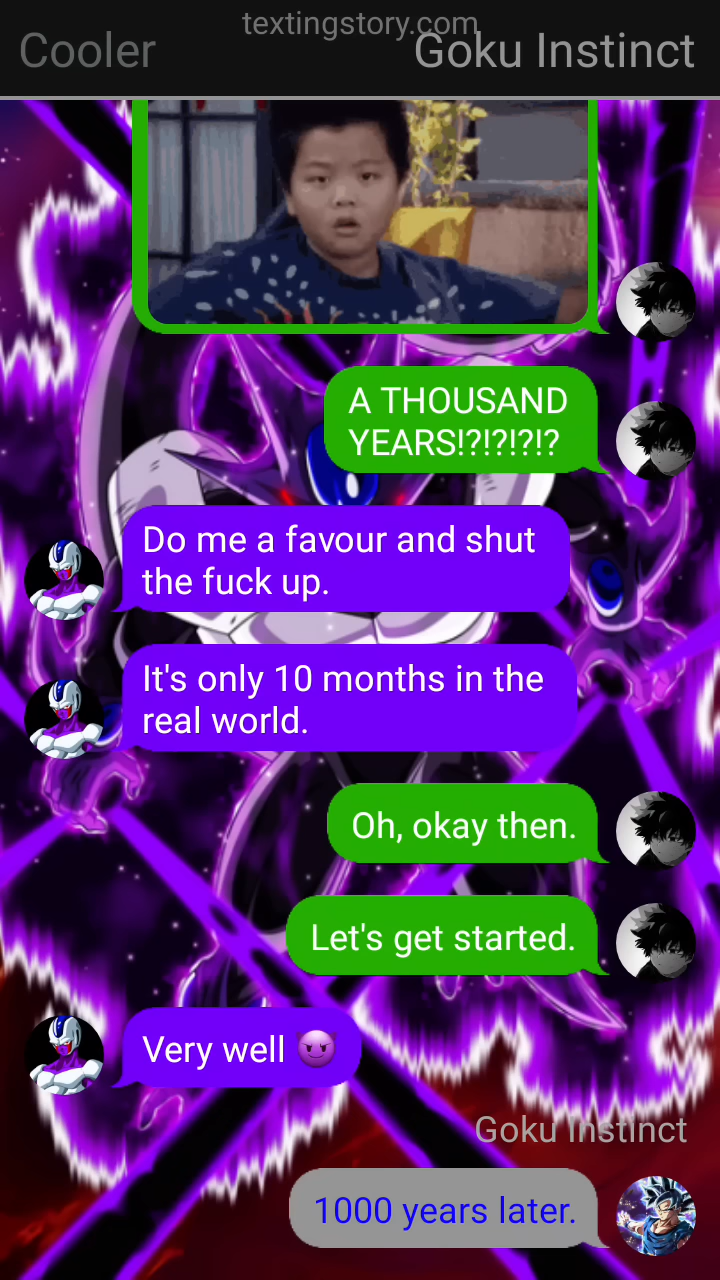 textingstory.com
Cooler
Goku Instinct
A THOUSAND
YEARS!?!?!?!?
Do me a favour and shut
the fuck up.
It's only 10 months in the
real world.
Oh, okay then.
Let's get started.
Very well 😈
Goku Instinct
1000 years later.